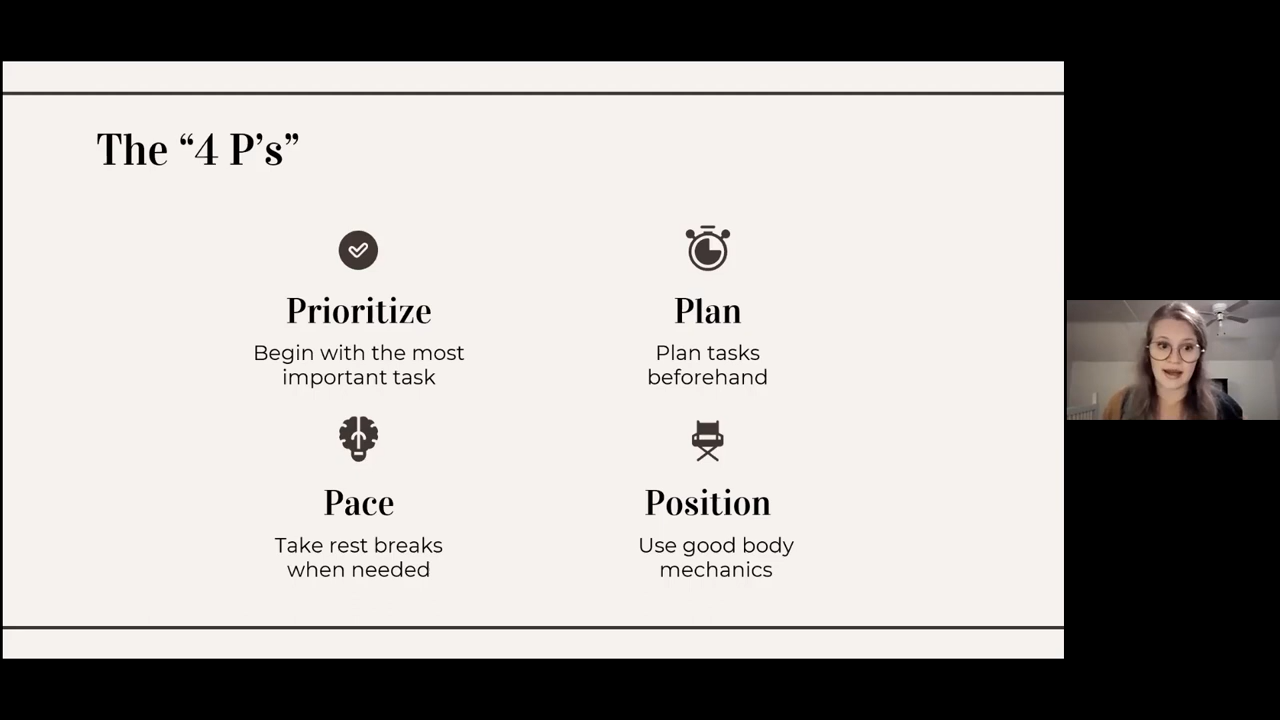 The “4 P’s”
Prioritize
Begin with the most
important task
Plan
Plan tasks
beforehand
Pace
Take rest breaks
when needed
Position
Use good body
mechanics